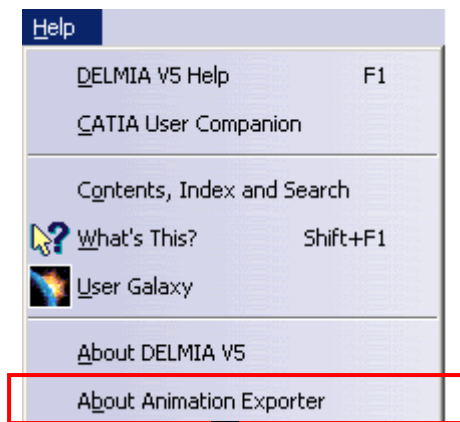 Help
DELMIA V5 Help F1
CATIA User Companion
Contents, Index and Search
What's This? Shift+F1
User Galaxy
About DELMIA V5
About Animation Exporter